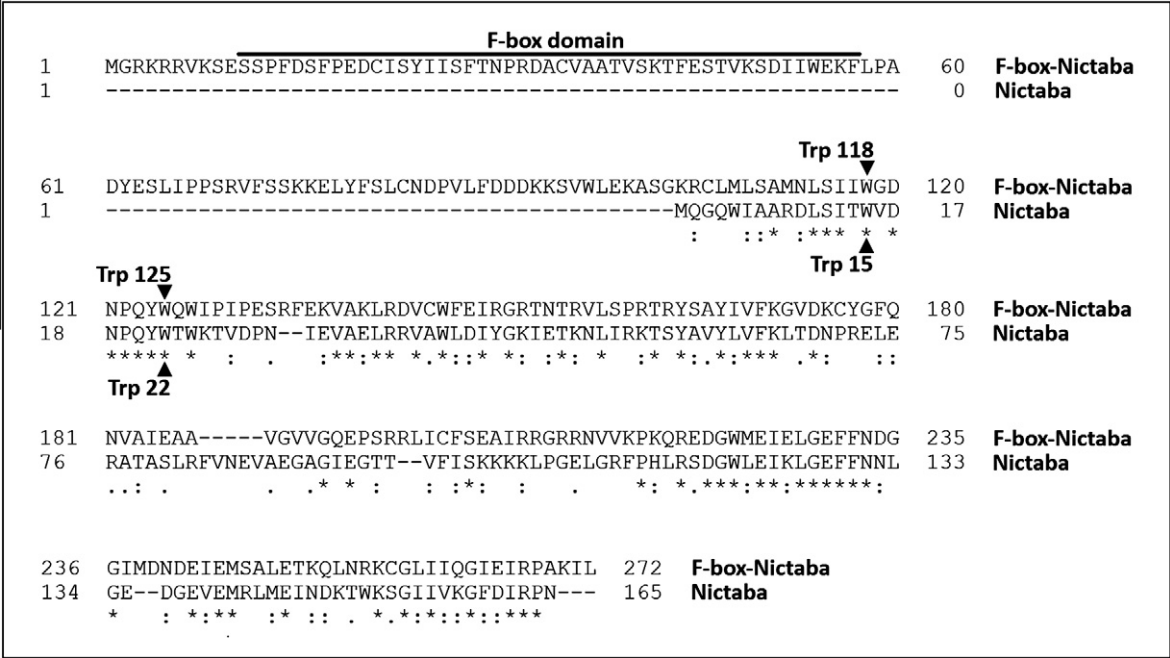 F-box domain
1 MGRKRRVKSESSPFDSFPEDCISYIISFTNPRDACVAATVSKTFESTVKSDIIWEKFLPA 60 F-box-Nictaba
1 ------------------------------------------------------------ 0 Nictaba
Trp 118
61 DYESLIPPSRVFSSKKELYFSLCNDPVLFDDDKKSVWLEKASGKRCLMLSAMNLSIIWGD 120 F-box-Nictaba
1 -------------------------------------------MQGQWIAARDLSITWVD 17 Nictaba
: ::* :*** * *
Trp 15
Trp 125
121 NPQYWQWIPIPESRFEKVAKLRDVCWFEIRGRTNTRVLSPRTRYSAYIVFKGVDKCYGFQ 180 F-box-Nictaba
18 NPQYWTWKTVDPN--IEVAELRRVAWLDIYGKIETKNLIRKTSYAVYLVFKLTDNPRELE 75 Nictaba
***** * : . :**:** *.*::* *: :*: * :* *:.*:*** .*: ::
Trp 22
181 NVAIEAA-----VGVVGQEPSRRLICFSEAIRRGRRNVVKPKQREDGWMEIELGEFFNDG 235 F-box-Nictaba
76 RATASLRFVNEVAEGAGIEGTT--VFISKKKKLPGELGRFPHLRSDGWLEIKLGEFFNNL 133 Nictaba
..: . . .* * : : :* : . *: *.***:**:******:
236 GIMDNDEIEMSALETKQLNRKCGLIIQGIEIRPAKIL 272 F-box-Nictaba
134 GE--DGEVEMRLMEINDKTWKSGIIVKGFDIRPN--- 165 Nictaba
* : *:** :* :: . *.*:*::*::***